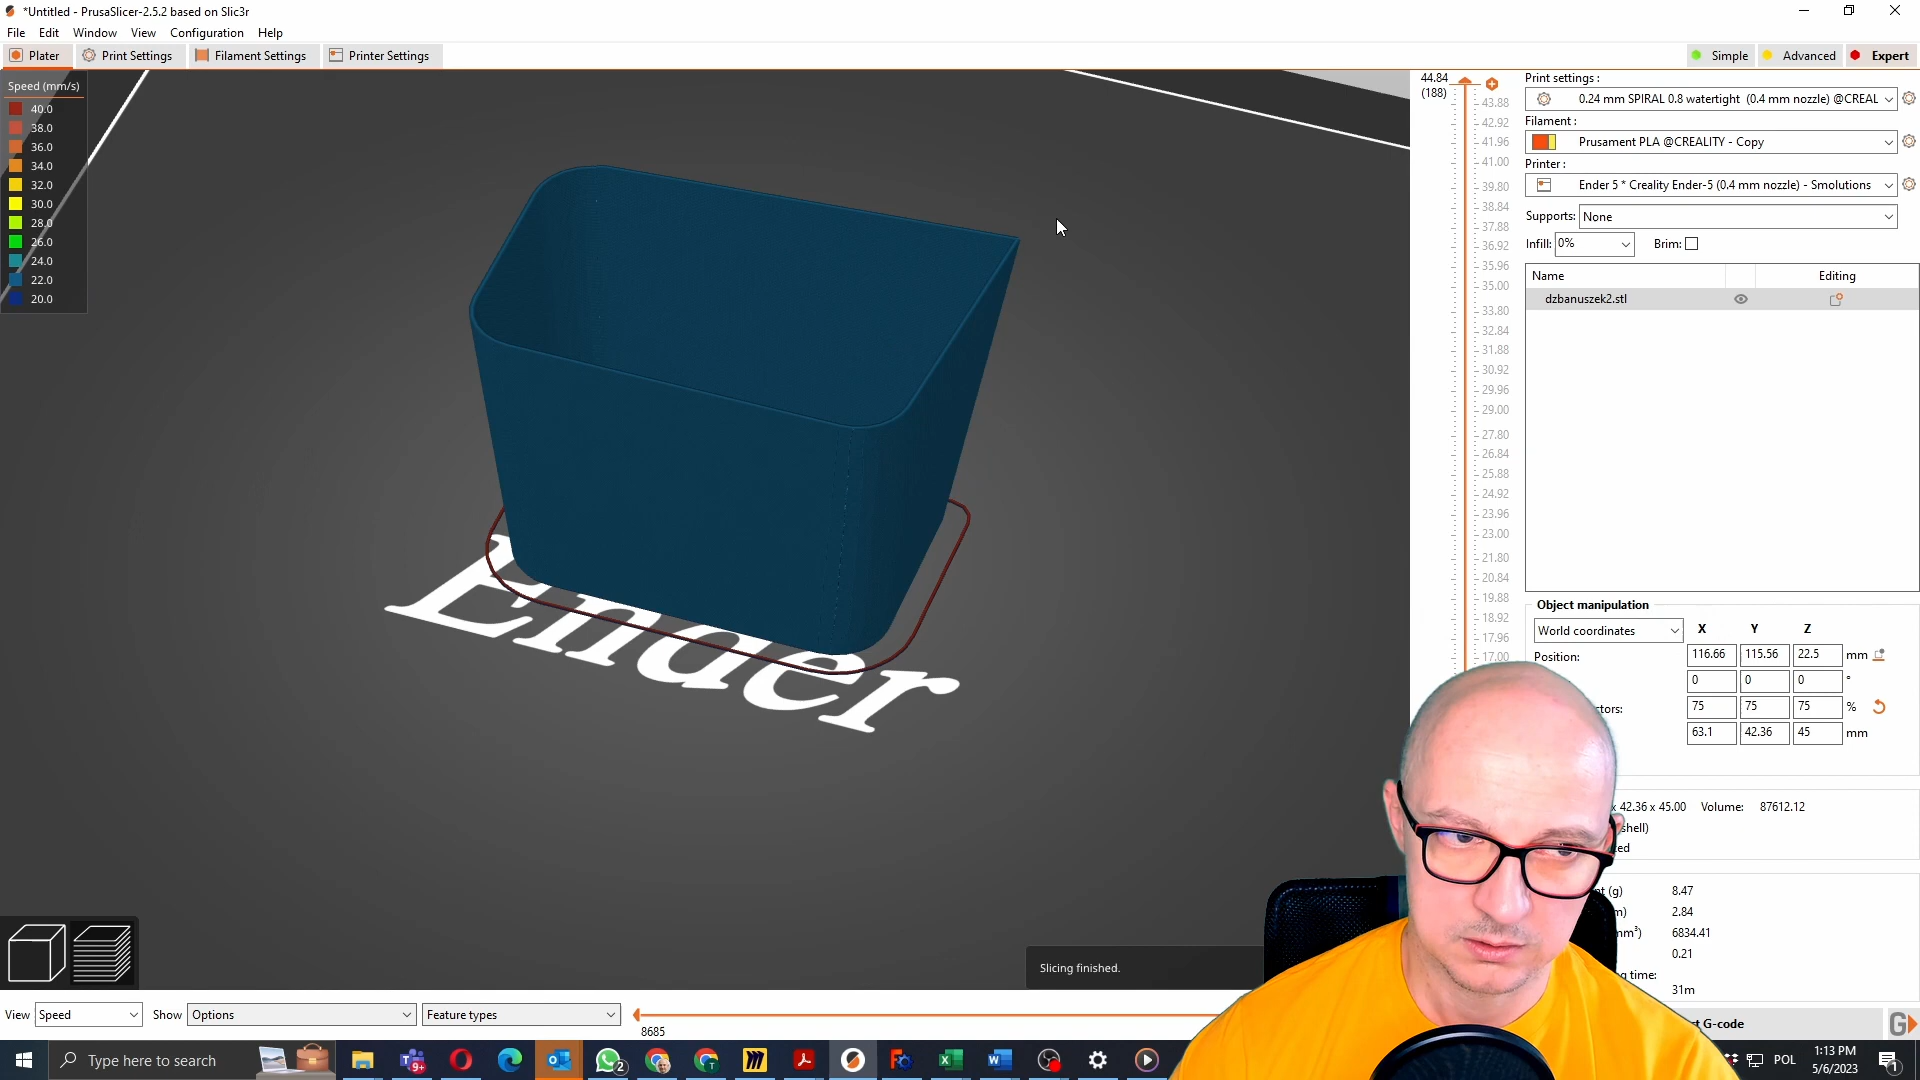 *Untitled - PrusaSlicer-2.5.2 based on Slic3r
File Edit Window View Configuration Help
Plater Print Settings Filament Settings Printer Settings Simple Advanced Expert
Speed (mm/s)
40.0
38.0
36.0
34.0
32.0
30.0
28.0
26.0
24.0
22.0
20.0
Ender
44.84
(188)
43.88
42.92
41.96
41.00
39.80
38.84
37.88
36.92
35.96
35.00
33.80
32.84
31.88
30.92
29.96
29.00
27.80
26.84
25.88
24.92
23.96
23.00
21.80
20.84
19.88
18.92
17.96
17.00
Print settings :
0.24 mm SPIRAL 0.8 watertight (0.4 mm nozzle) @CREAL
Filament :
Prusament PLA @CREALITY - Copy
Printer :
Ender 5 * Creality Ender-5 (0.4 mm nozzle) - Smolutions
Supports: None
Infill: 0% Brim:
Name Editing
dzbanuszek2.stl
Object manipulation
World coordinates X Y Z
Position: 116.66 115.56 22.5 mm
0 0 0 °
tors: 75 75 75 %
63.1 42.36 45 mm
x 42.36 x 45.00 Volume: 87612.12
shell)
ed
nt (g) 8.47
m) 2.84
mm³) 6834.41
0.21
g time:
31m
Slicing finished.
View Speed Show Options Feature types
8685
t G-code
G
Type here to search
9+
2
POL
1:13 PM
5/6/2023
1